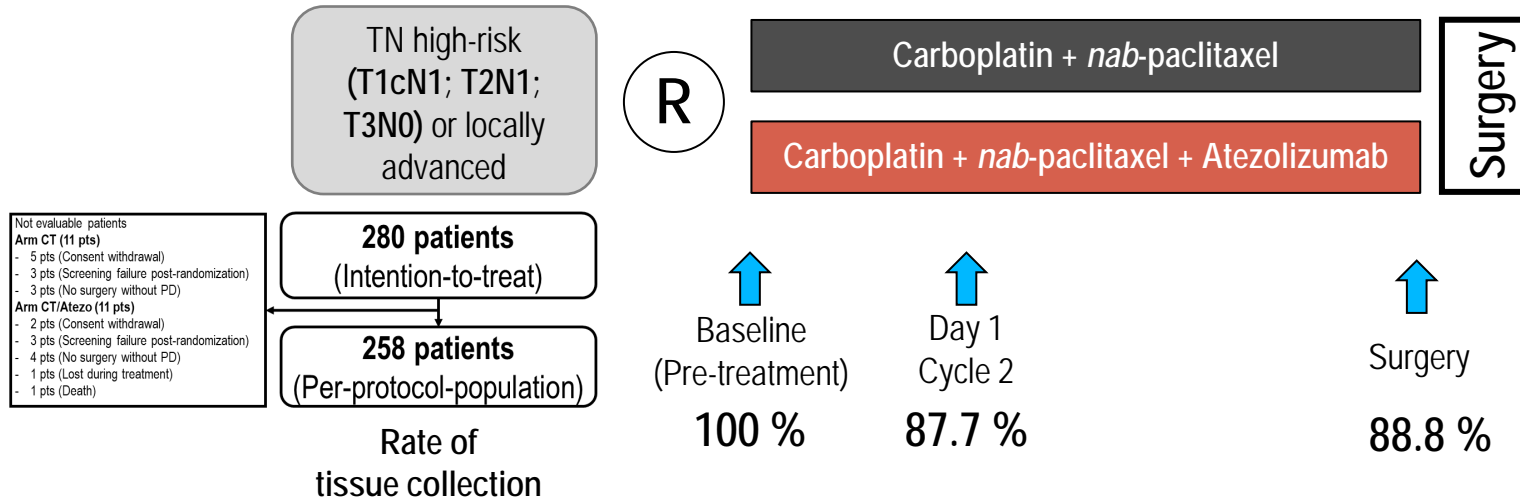 TN high-risk
(T1cN1; T2N1;
T3N0) or locally
advanced
R
Carboplatin + nab-paclitaxel
Carboplatin + nab-paclitaxel + Atezolizumab
Surgery
Not evaluable patients
Arm CT (11 pts)
- 5 pts (Consent withdrawal)
- 3 pts (Screening failure post-randomization)
- 3 pts (No surgery without PD)
Arm CT/Atezo (11 pts)
- 2 pts (Consent withdrawal)
- 3 pts (Screening failure post-randomization)
- 4 pts (No surgery without PD)
- 1 pts (Lost during treatment)
- 1 pts (Death)
280 patients
(Intention-to-treat)
258 patients
(Per-protocol-population)
Rate of
tissue collection
Baseline
(Pre-treatment)
100 %
Day 1
Cycle 2
87.7 %
Surgery
88.8 %